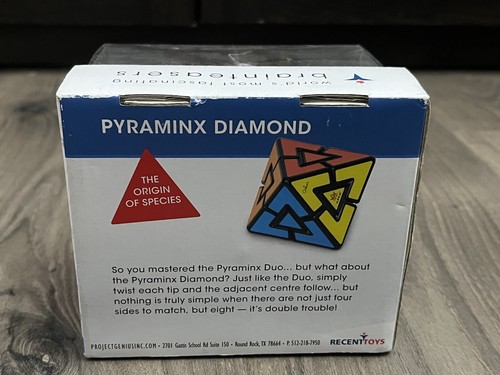 world's most fascinating
brainteasers
PYRAMINX DIAMOND
THE
ORIGIN
OF SPECIES
So you mastered the Pyraminx Duo... but what about
the Pyraminx Diamond? Just like the Duo, simply
twist each tip and the adjacent centre follow... but
nothing is truly simple when there are not just four
sides to match, but eight — it's double trouble!
PROJECTGENIUSINC.COM • 2701 Gattis School Rd Suite 150 • Round Rock, TX 78664 • P. 512-218-7950
RECENTTOYS